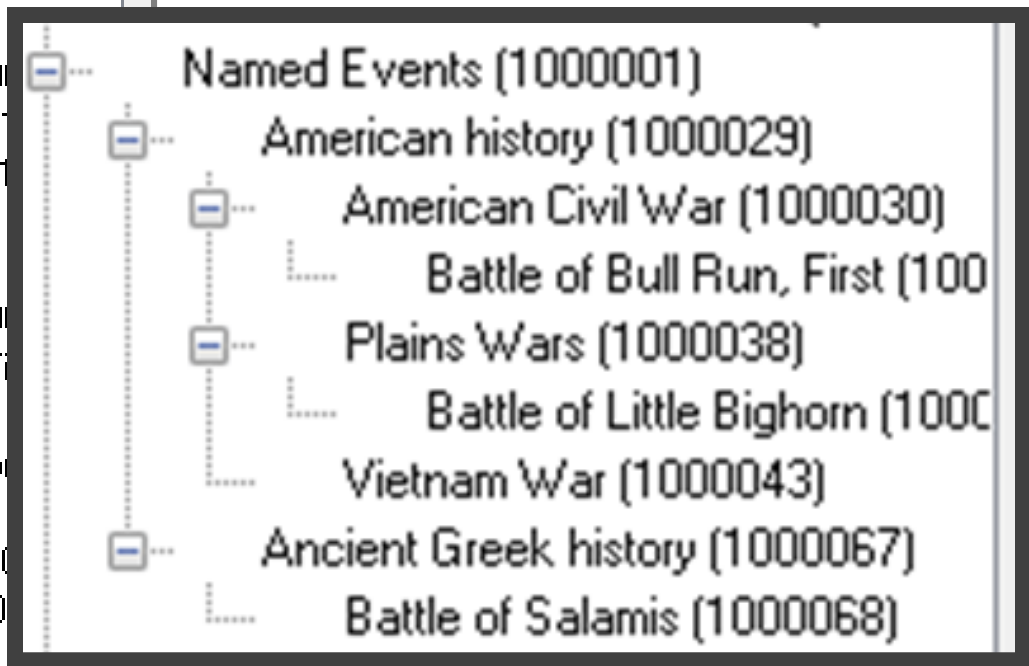 Named Events (1000001)
American history (1000029)
American Civil War (1000030)
Battle of Bull Run, First (100
Plains Wars (1000038)
Battle of Little Bighorn (100
Vietnam War (1000043)
Ancient Greek history (1000067)
Battle of Salamis (1000068)